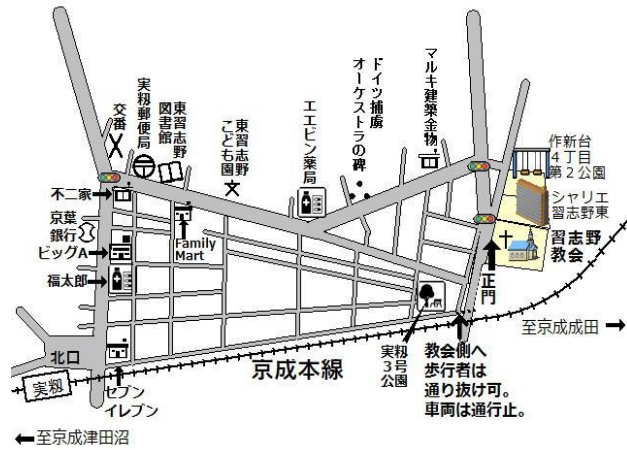 交番
実籾郵便局
東習志野
図書館
東習志野
こども園
エエビン薬局
ドイツ捕虜
オーケストラの碑
マルキ建築金物
作新台
4丁目
第2公園
シャリエ
習志野東
習志野
教会
正門
不二家
京葉
銀行
ビッグA
福太郎
Family
Mart
北口
実籾
セブン
イレブン
京成本線
実籾
3号
公園
教会側へ
歩行者は
通り抜け可。
車両は通行止。
至京成成田
至京成津田沼